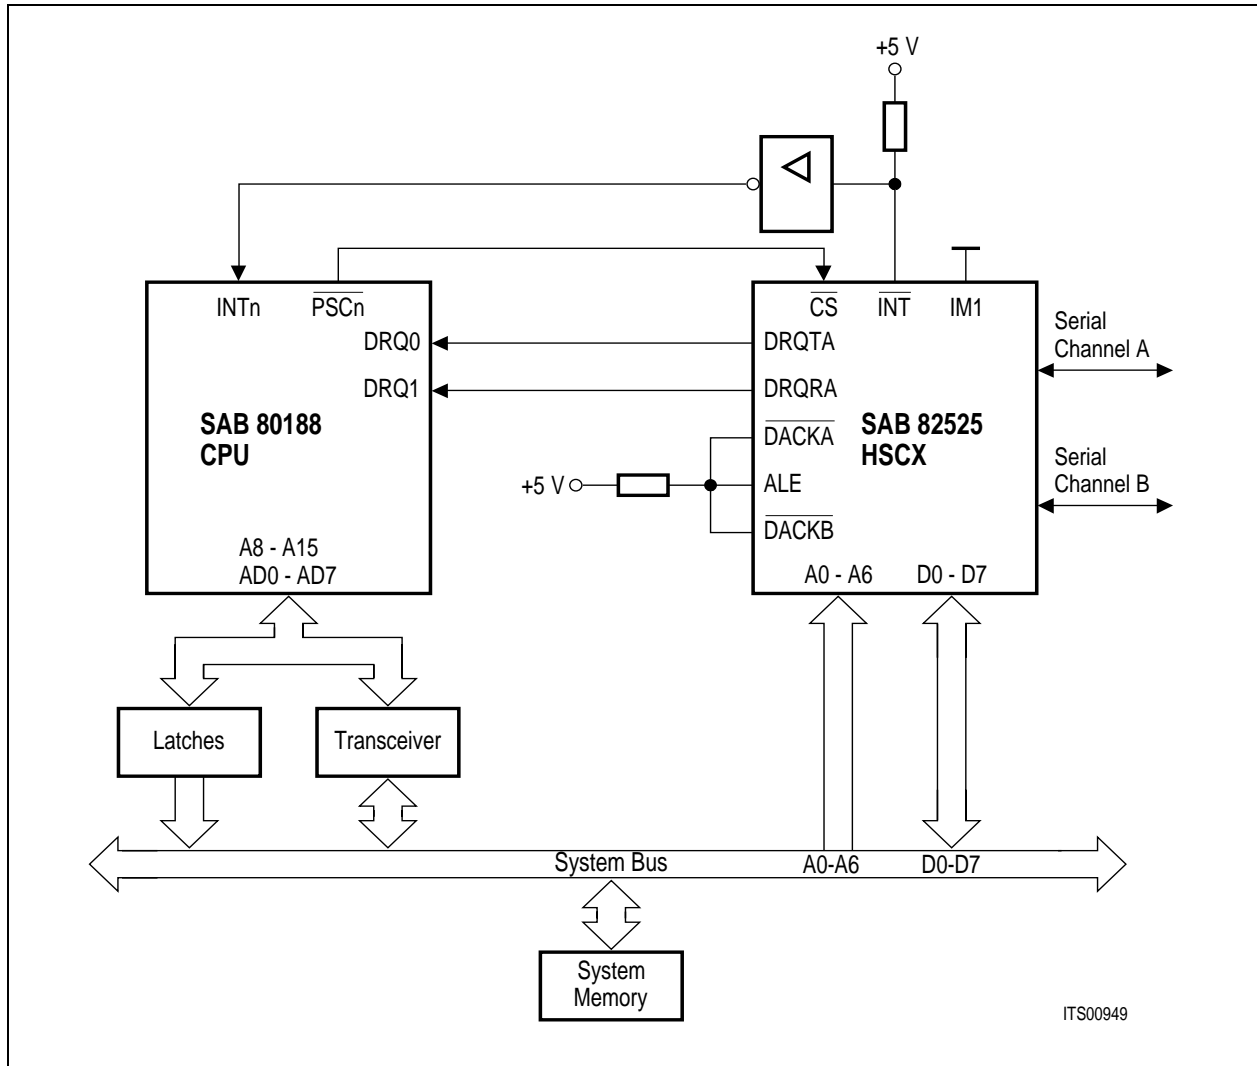 +5 V
INTn
PSCn
CS
INT
IM1
DRQ0
DRQ1
SAB 80188
CPU
A8 - A15
AD0 - AD7
DRQTA
DRQRA
DACKA
ALE
DACKB
SAB 82525
HSCX
A0 - A6
D0 - D7
+5 V
Serial
Channel A
Serial
Channel B
Latches
Transceiver
System Bus
A0-A6
D0-D7
System
Memory
ITS00949